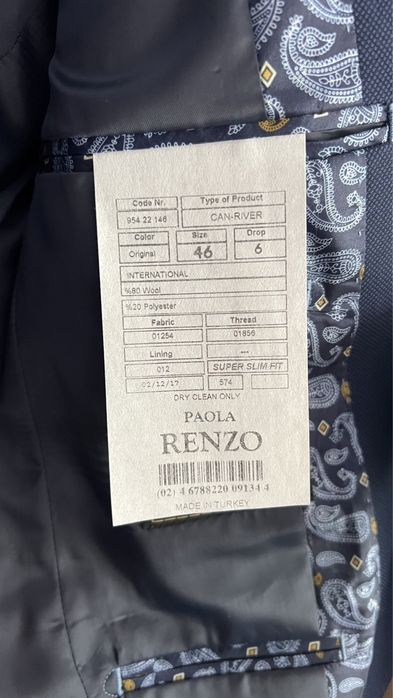 Code Nr. Type of Product
954 22 146 CAN-RIVER
Color Size Drop
Original 46 6
INTERNATIONAL
%80 Wool
%20 Polyester
Fabric Thread
01254 01856
Lining ---
012 SUPER SLIM FIT
02/12/17 574
DRY CLEAN ONLY
PAOLA
RENZO
(02) 4 6788220 09134 4
MADE IN TURKEY